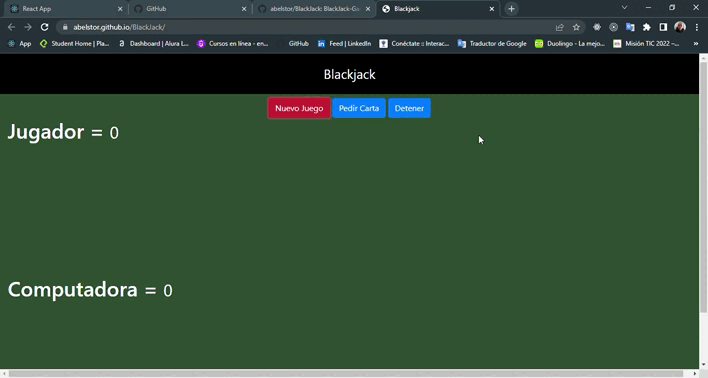 React App
GitHub
abelstor/BlackJack: BlackJack-Go
Blackjack
abelstor.github.io/BlackJack/
App
Student Home | Pla...
Dashboard | Alura L...
Cursos en línea - en...
GitHub
Feed | LinkedIn
Conéctate :: Interac...
Traductor de Google
Duolingo - La mejo...
Misión TIC 2022 –...
»
Blackjack
Nuevo Juego
Pedir Carta
Detener
Jugador = 0
Computadora = 0